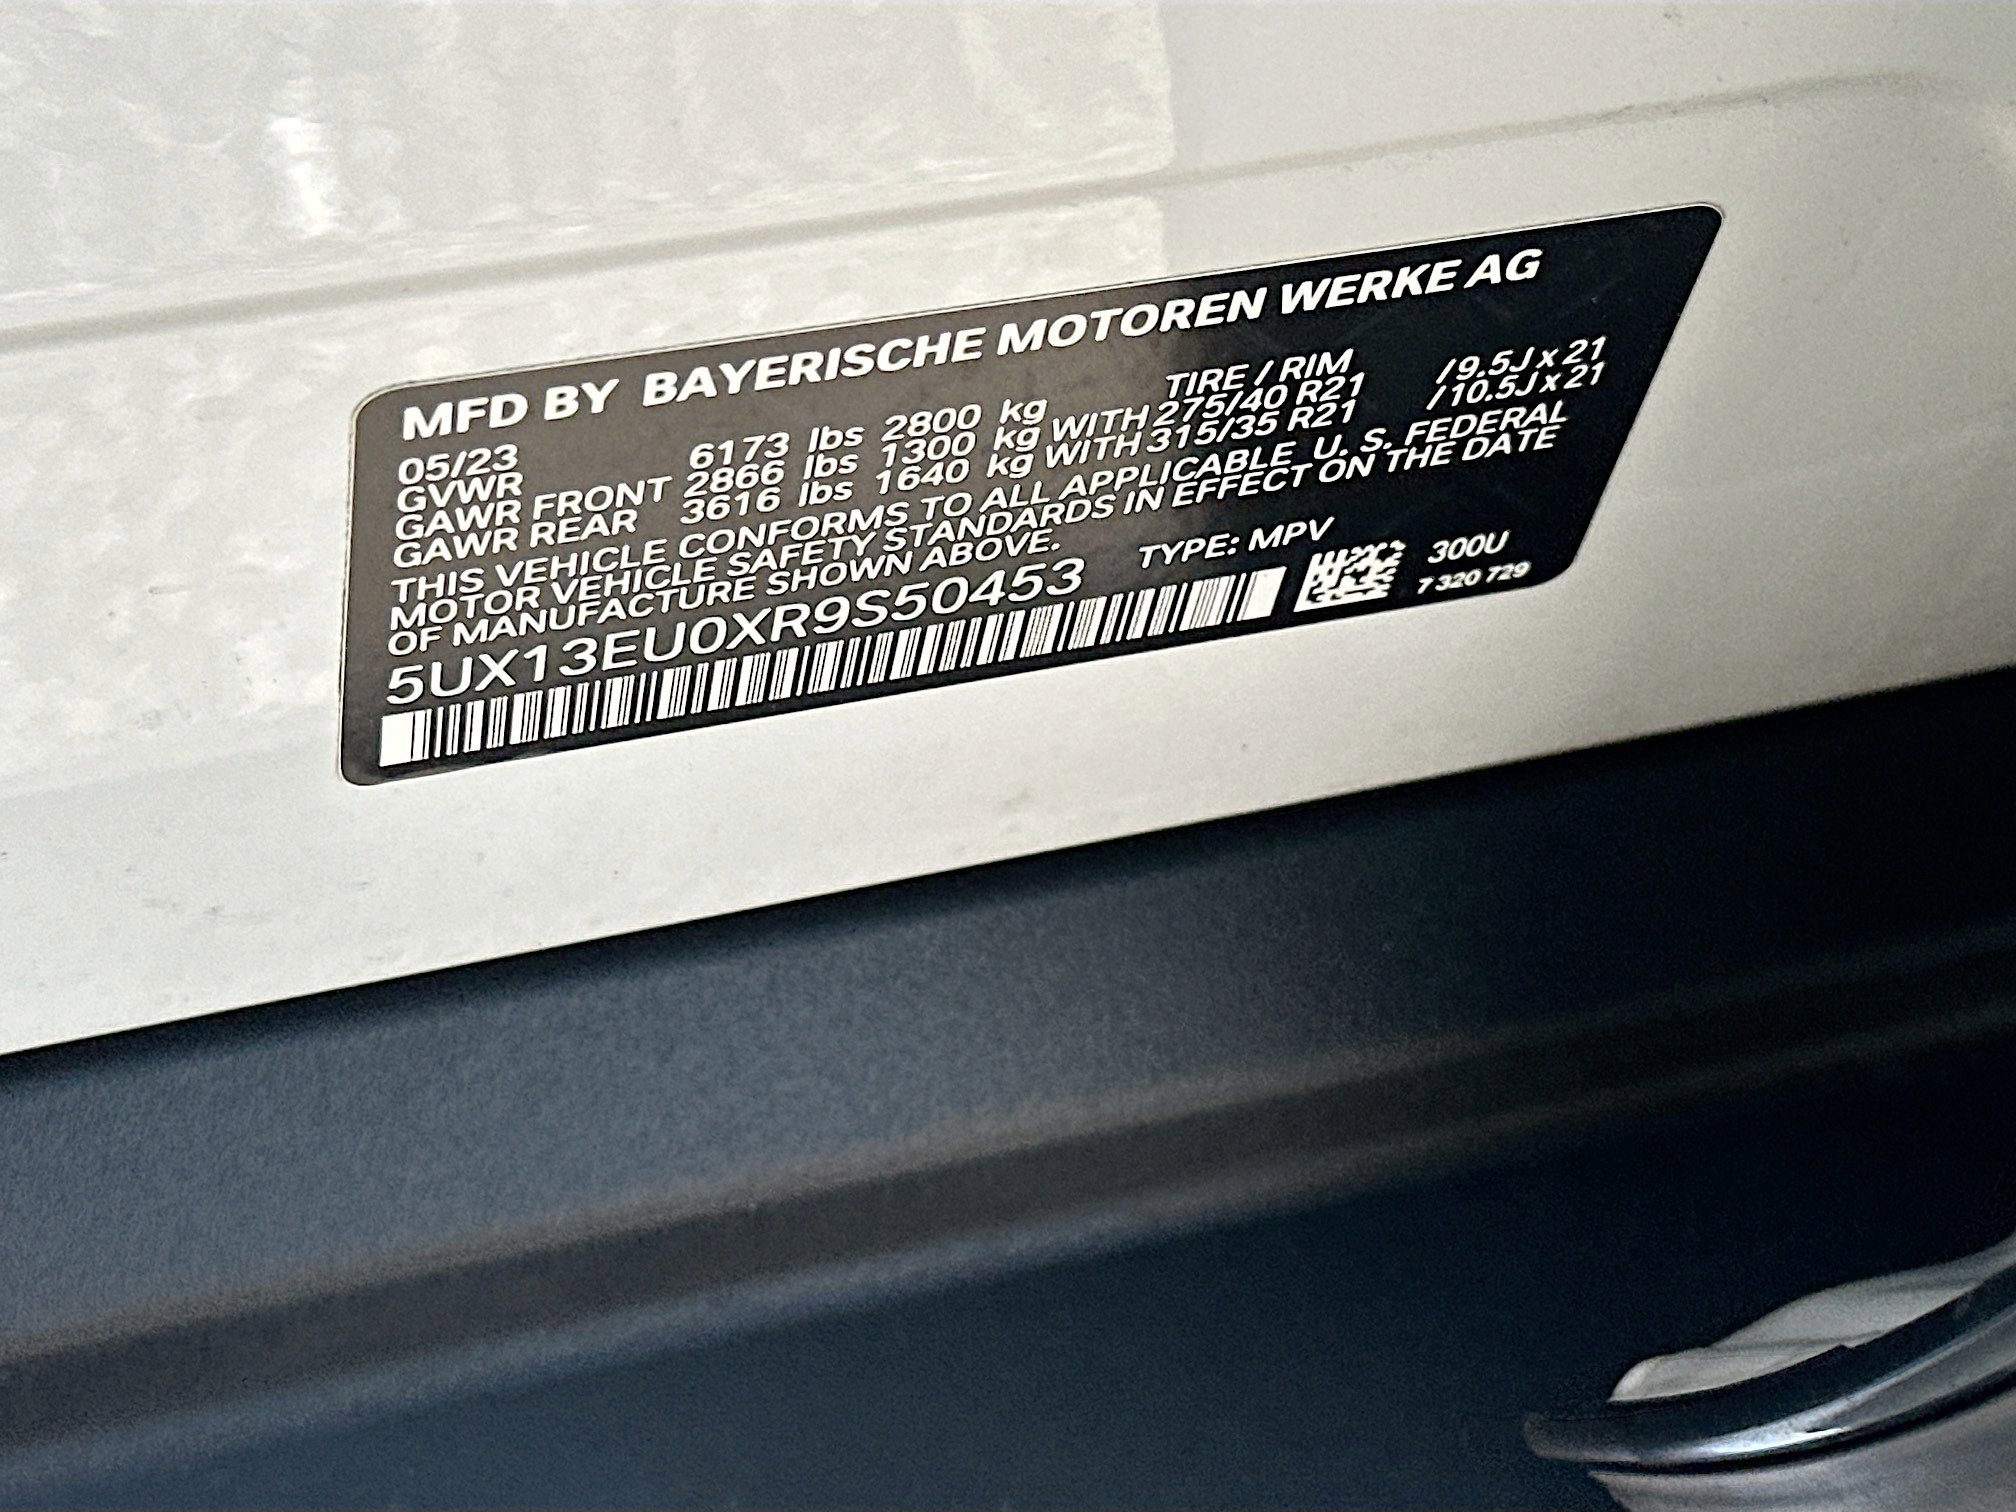 MFD BY BAYERISCHE MOTOREN WERKE AG
05/23 TIRE / RIM
GVWR 6173 lbs 2800 kg
GAWR FRONT 2866 lbs 1300 kg WITH 275/40 R21 /9.5J x 21
GAWR REAR 3616 lbs 1640 kg WITH 315/35 R21 /10.5J x 21
THIS VEHICLE CONFORMS TO ALL APPLICABLE U. S. FEDERAL
MOTOR VEHICLE SAFETY STANDARDS IN EFFECT ON THE DATE
OF MANUFACTURE SHOWN ABOVE.
5UX13EU0XR9S50453 TYPE: MPV
300U
7 320 729